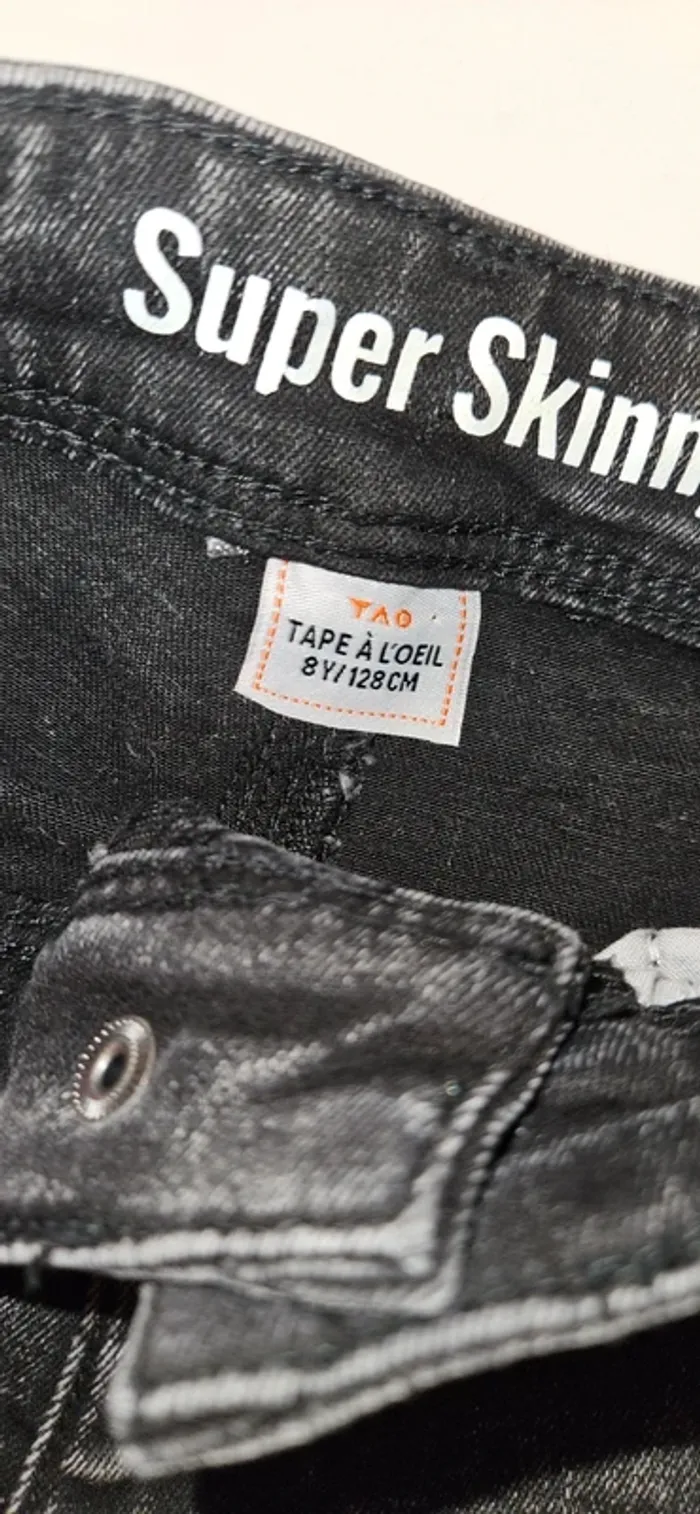 Super Skinn
TAO
TAPE À L'OEIL
8Y/128CM